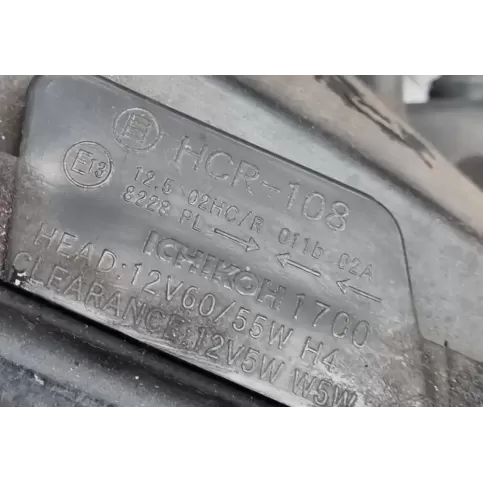 HCR-108
E13 12.5 02HC/R 011b 02A
8228 PL → ← ←
ICHIKOH 1700
HEAD:12V60/55W H4
CLEARANCE:12V5W W5W